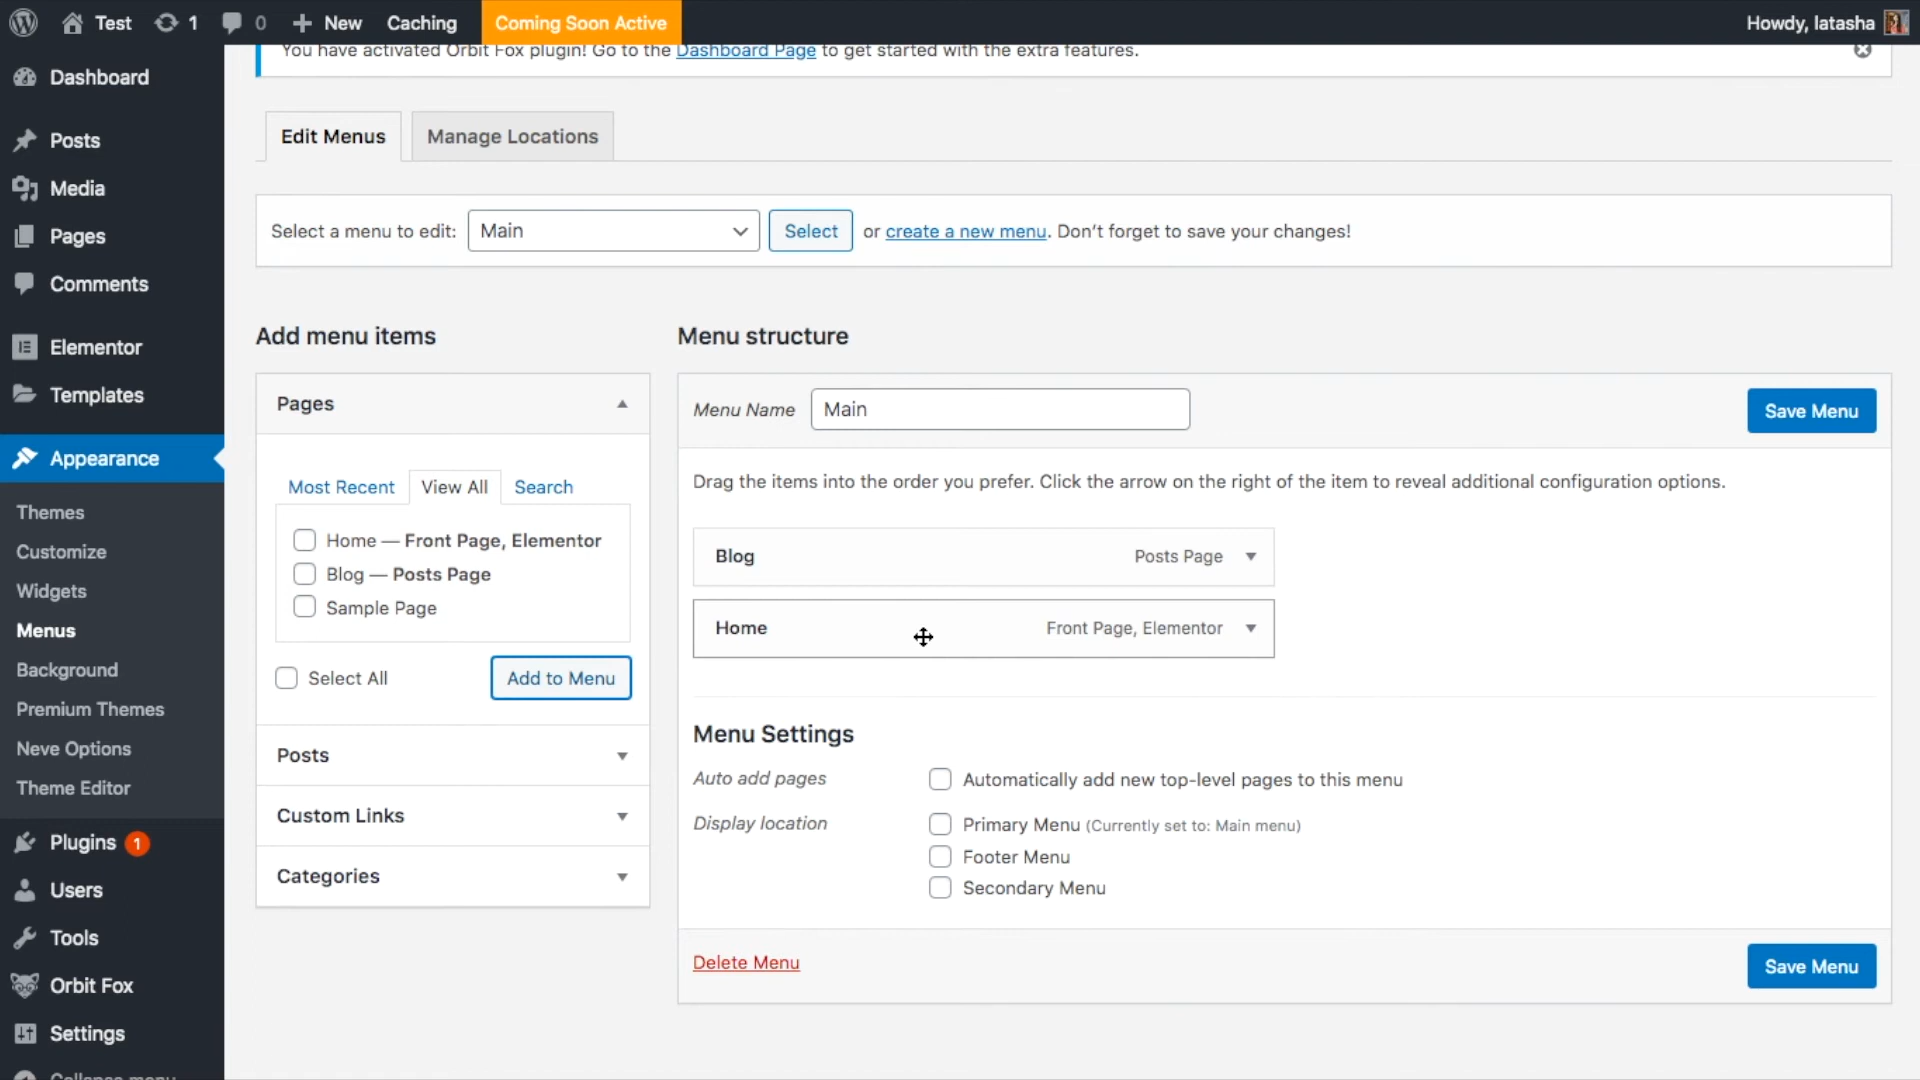 Test
1
0
New
Caching
Coming Soon Active
Howdy, latasha
You have activated Orbit Fox plugin! Go to the Dashboard Page to get started with the extra features.
Dashboard
Posts
Media
Pages
Comments
Elementor
Templates
Appearance
Themes
Customize
Widgets
Menus
Background
Premium Themes
Neve Options
Theme Editor
Plugins 1
Users
Tools
Orbit Fox
Settings
Collapse menu
Edit Menus
Manage Locations
Select a menu to edit: Main Select or create a new menu. Don’t forget to save your changes!
Add menu items
Pages
Most Recent
View All
Search
Home — Front Page, Elementor
Blog — Posts Page
Sample Page
Select All
Add to Menu
Posts
Custom Links
Categories
Menu structure
Menu Name Main
Save Menu
Drag the items into the order you prefer. Click the arrow on the right of the item to reveal additional configuration options.
Blog Posts Page
Home Front Page, Elementor
Menu Settings
Auto add pages
Automatically add new top-level pages to this menu
Display location
Primary Menu (Currently set to: Main menu)
Footer Menu
Secondary Menu
Delete Menu
Save Menu